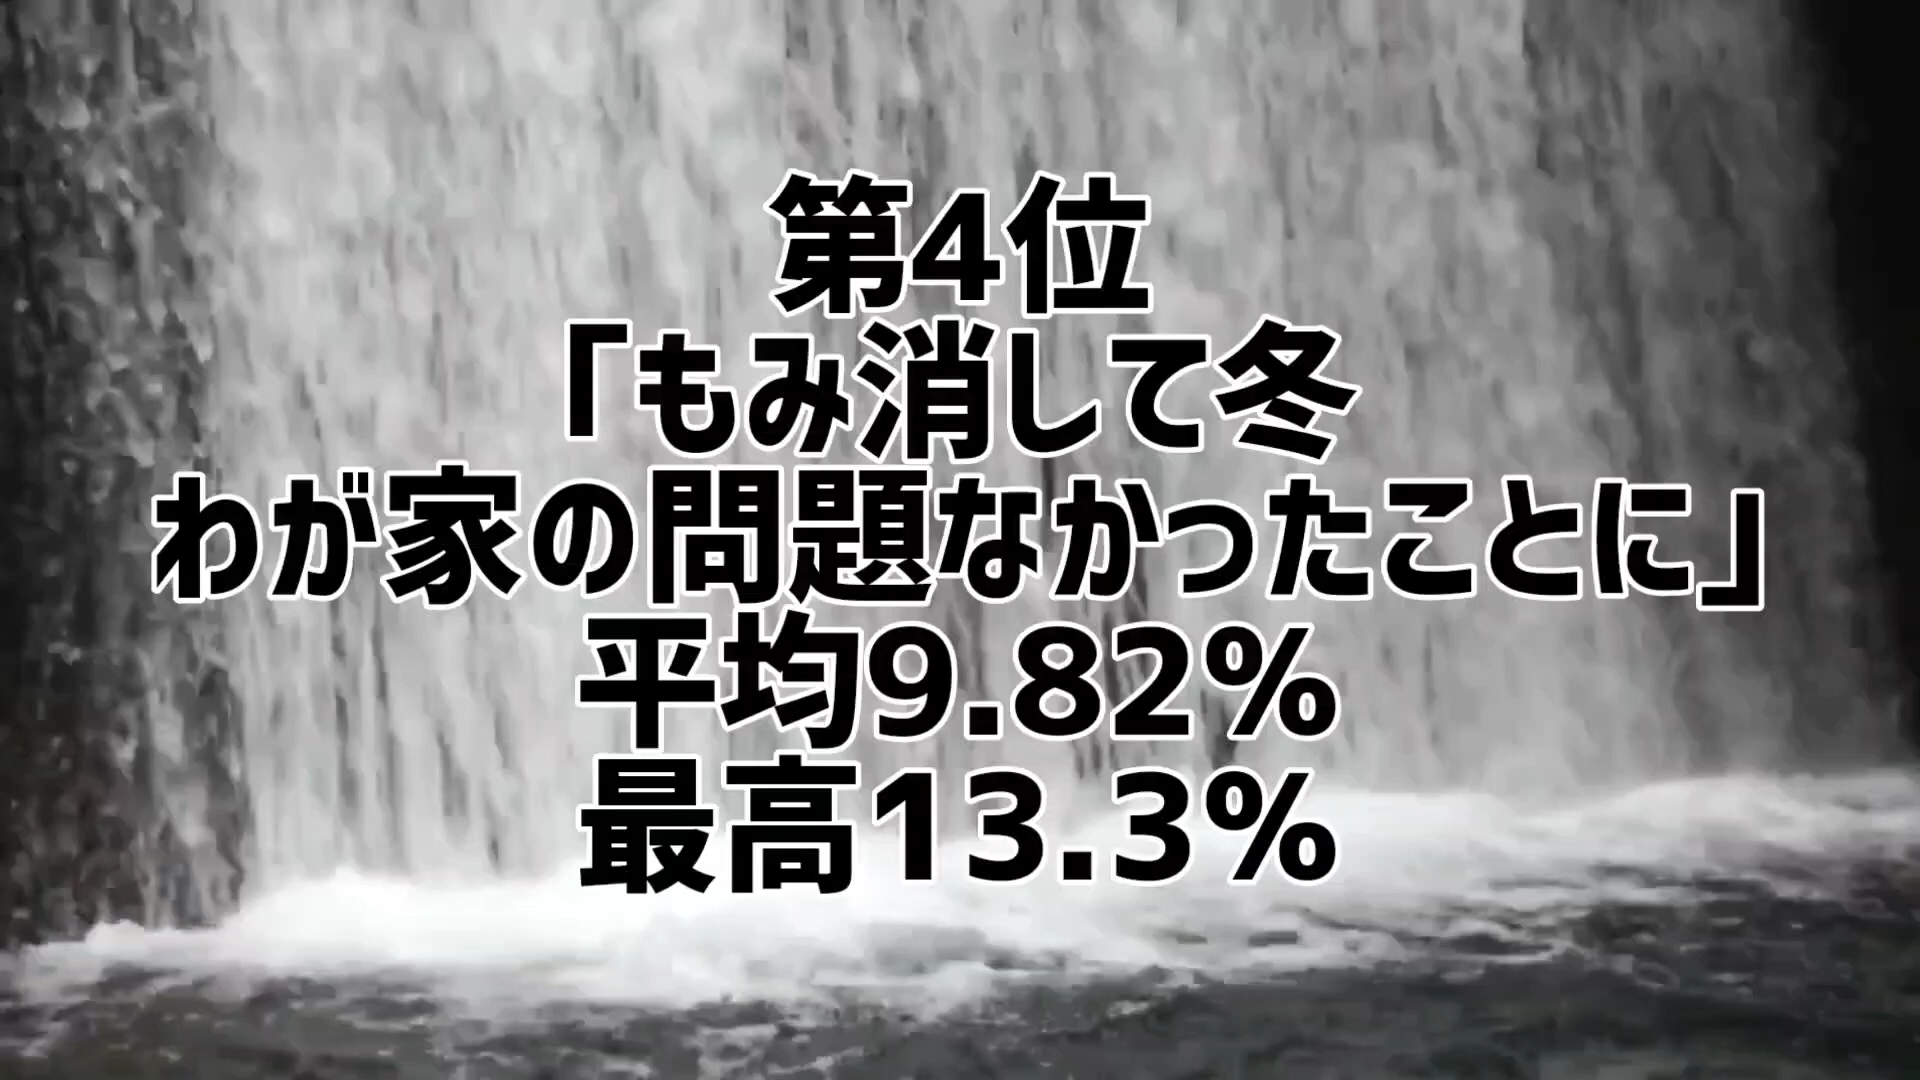 第4位
「もみ消して冬
わが家の問題なかったことに」
平均9.82%
最高13.3%